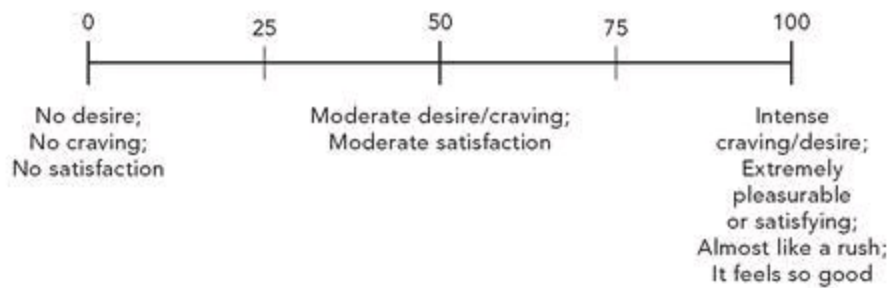 0 25 50 75 100
No desire;
No craving;
No satisfaction
Moderate desire/craving;
Moderate satisfaction
Intense
craving/desire;
Extremely
pleasurable
or satisfying;
Almost like a rush;
It feels so good